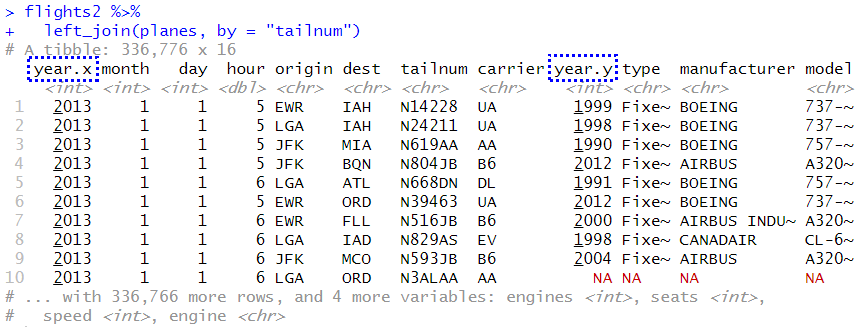 > flights2 %>%
+   left_join(planes, by = "tailnum")
# A tibble: 336,776 x 16
year.x month day hour origin dest tailnum carrier year.y type manufacturer model
<int> <int> <int> <dbl> <chr> <chr> <chr> <chr> <int> <chr> <chr> <chr>
1 2013 1 1 5 EWR IAH N14228 UA 1999 Fixe~ BOEING 737-~
2 2013 1 1 5 LGA IAH N24211 UA 1998 Fixe~ BOEING 737-~
3 2013 1 1 5 JFK MIA N619AA AA 1990 Fixe~ BOEING 757-~
4 2013 1 1 5 JFK BQN N804JB B6 2012 Fixe~ AIRBUS A320~
5 2013 1 1 6 LGA ATL N668DN DL 1991 Fixe~ BOEING 757-~
6 2013 1 1 5 EWR ORD N39463 UA 2012 Fixe~ BOEING 737-~
7 2013 1 1 6 EWR FLL N516JB B6 2000 Fixe~ AIRBUS INDU~ A320~
8 2013 1 1 6 LGA IAD N829AS EV 1998 Fixe~ CANADAIR CL-6~
9 2013 1 1 6 JFK MCO N593JB B6 2004 Fixe~ AIRBUS A320~
10 2013 1 1 6 LGA ORD N3ALAA AA NA NA NA NA
# ... with 336,766 more rows, and 4 more variables: engines <int>, seats <int>,
#   speed <int>, engine <chr>